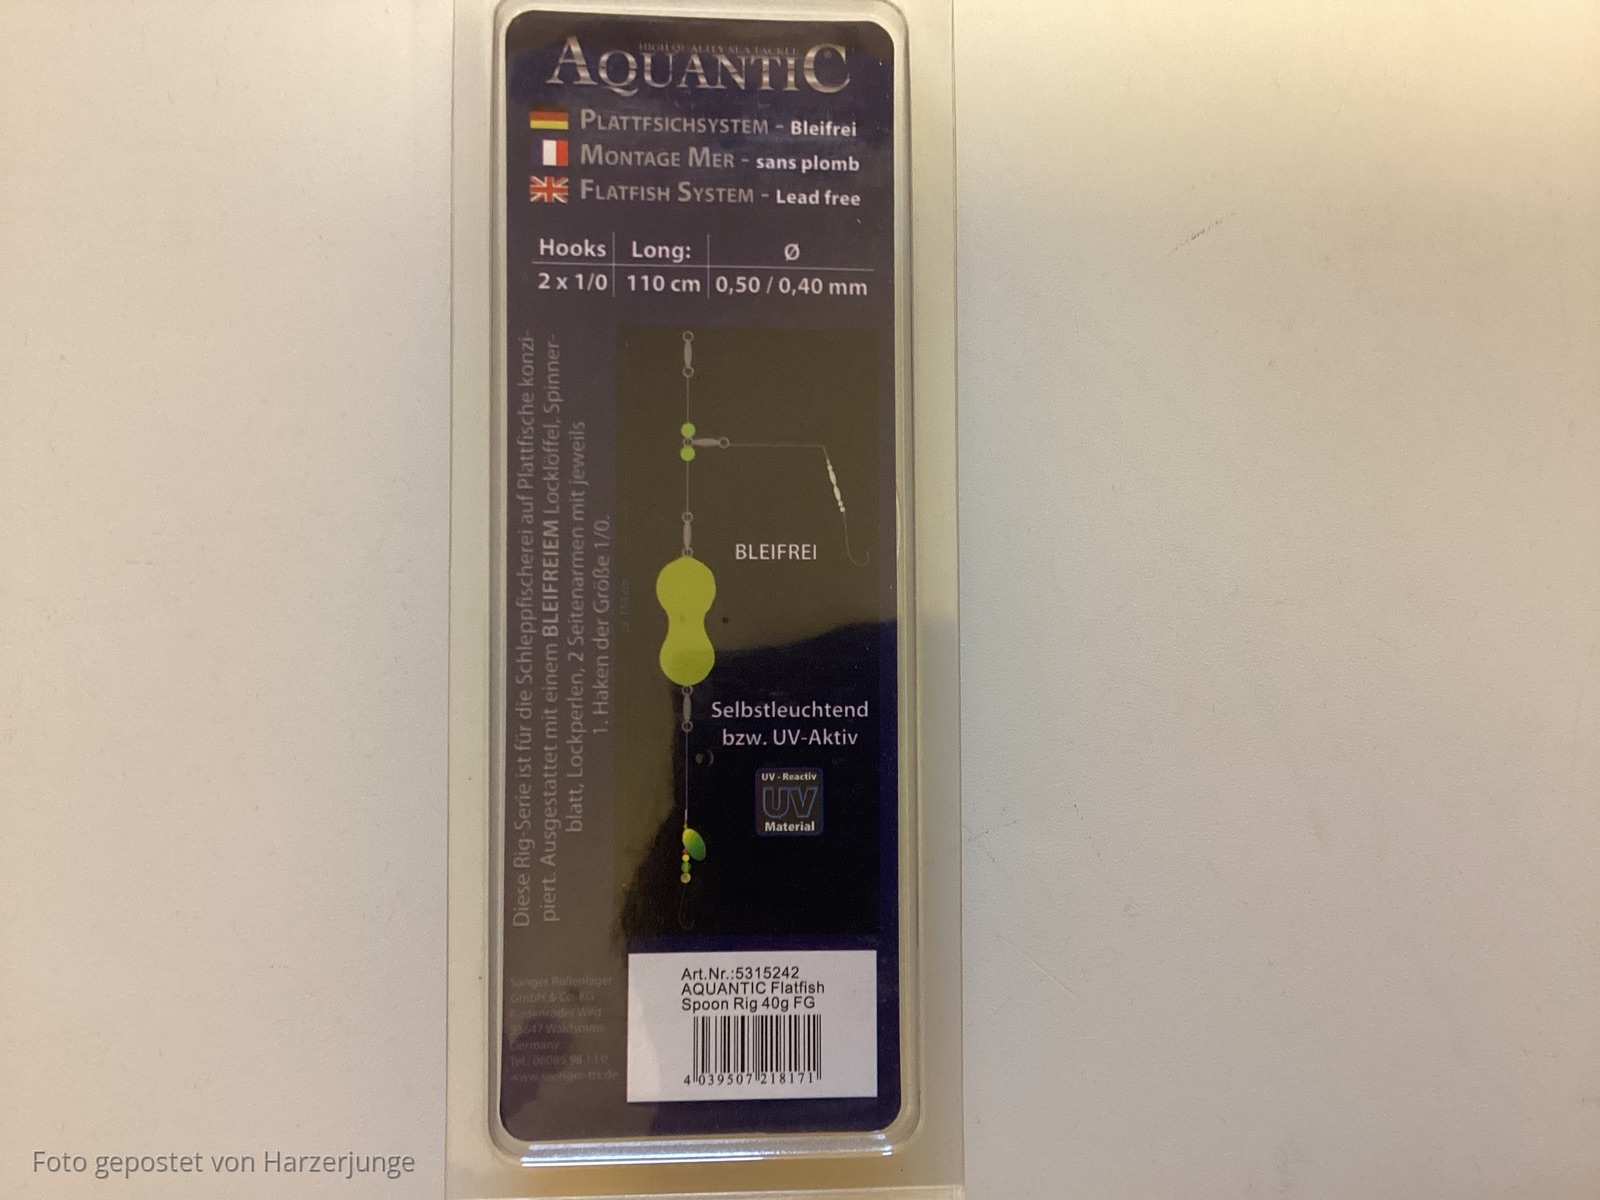 HIGH QUALITY SEA TACKLE
AQUANTIC
PLATTFSICHSYSTEM - Bleifrei
MONTAGE MER - sans plomb
FLATFISH SYSTEM - Lead free
Hooks Long: Ø
2 x 1/0 110 cm 0,50 / 0,40 mm
Diese Rig-Serie ist für die Schleppfischerei auf Plattfische konzi-
piert. Ausgestattet mit einem BLEIFREIEM Locklöffel, Spinner-
blatt, Lockperlen, 2 Seitenarmen mit jeweils
1. Haken der Größe 1/0.
BLEIFREI
Selbstleuchtend
bzw. UV-Aktiv
UV - Reactiv
UV
Material
GmbH & Co. KG
Germany
Art.Nr.:5315242
AQUANTIC Flatfish
Spoon Rig 40g FG
4 039507 218171
Foto gepostet von Harzerjunge